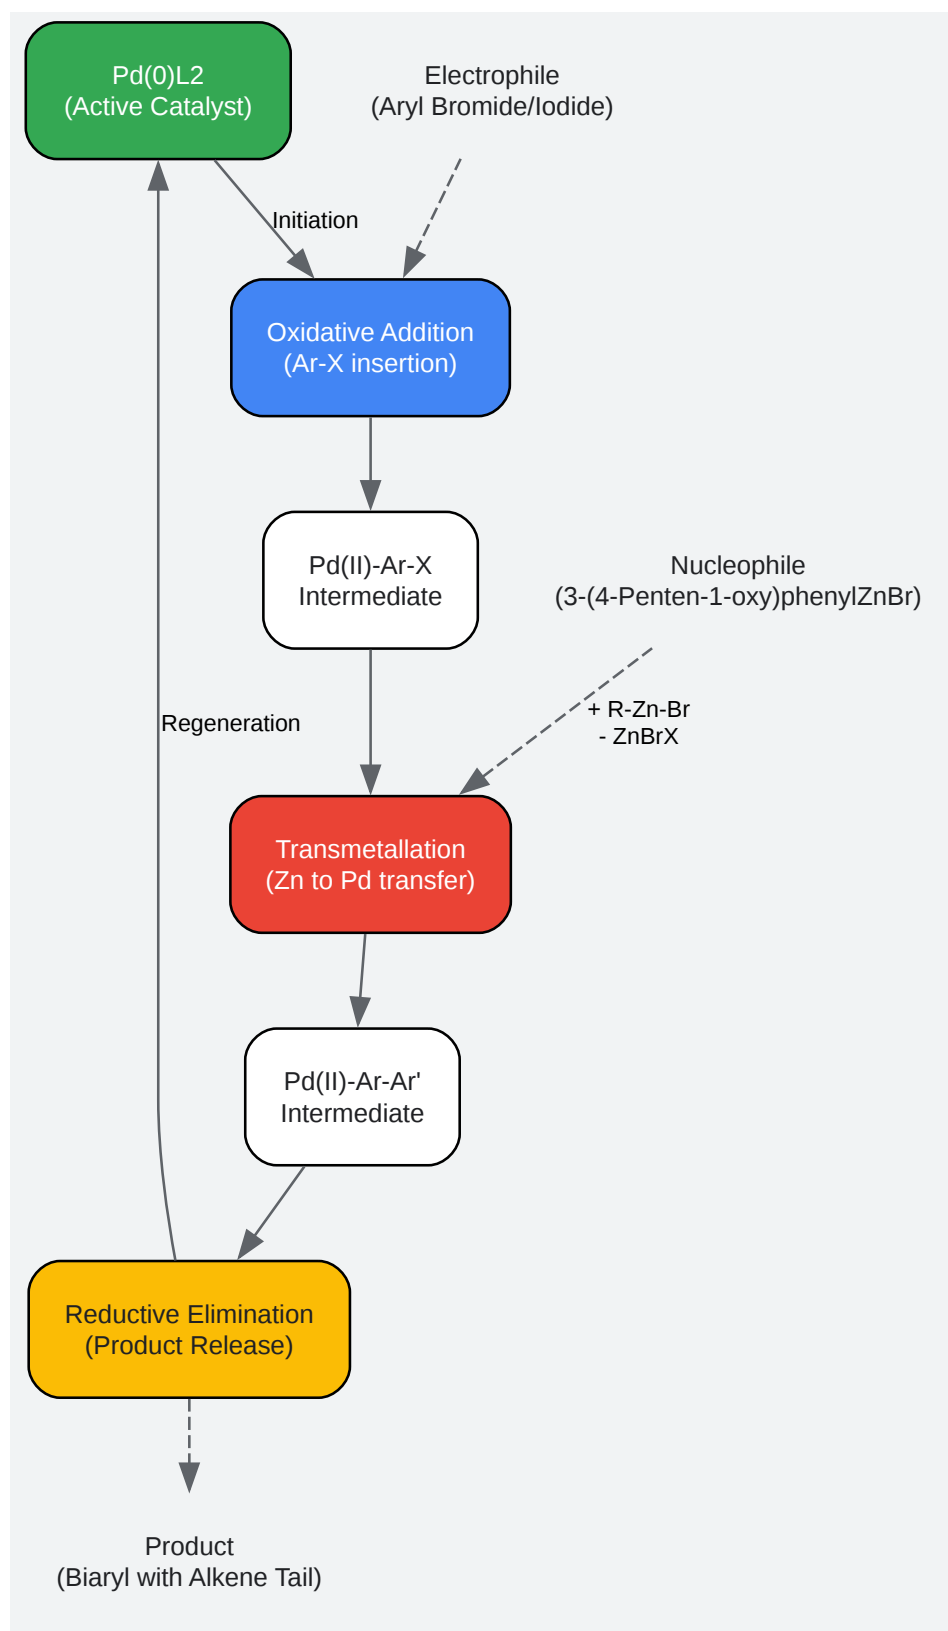 Pd(0)L2
(Active Catalyst)
Electrophile
(Aryl Bromide/Iodide)
Initiation
Oxidative Addition
(Ar-X insertion)
Pd(II)-Ar-X
Intermediate
Nucleophile
(3-(4-Penten-1-oxy)phenylZnBr)
+ R-Zn-Br
- ZnBrX
Regeneration
Transmetallation
(Zn to Pd transfer)
Pd(II)-Ar-Ar'
Intermediate
Reductive Elimination
(Product Release)
Product
(Biaryl with Alkene Tail)